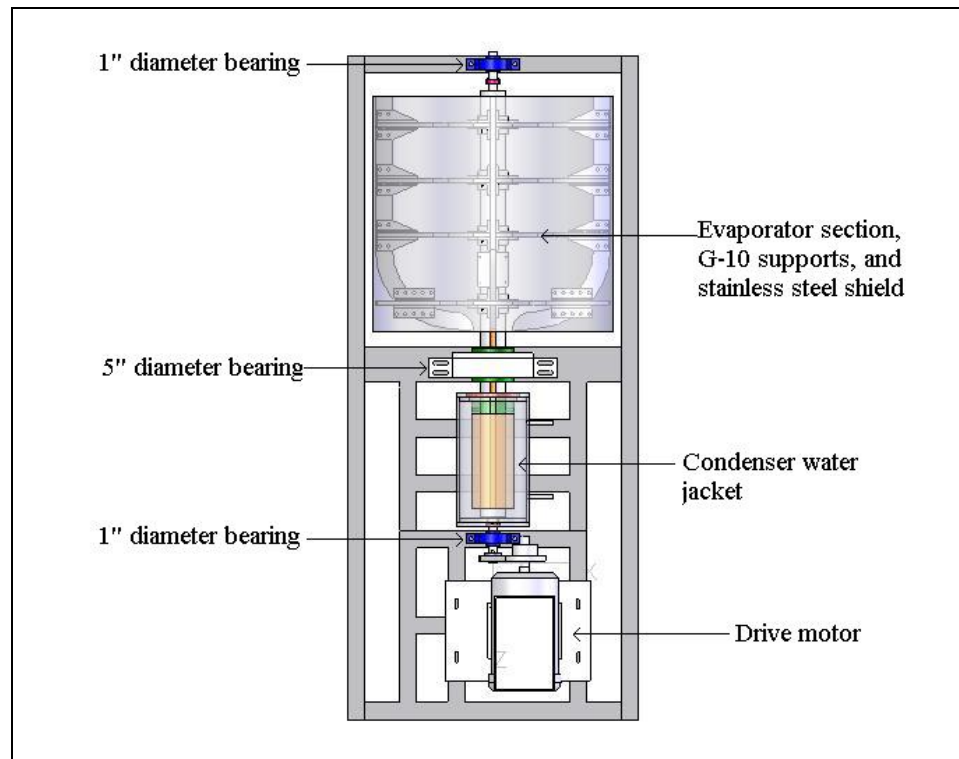 1" diameter bearing
Evaporator section,
G-10 supports, and
stainless steel shield
5" diameter bearing
Condenser water
jacket
1" diameter bearing
X
Drive motor
Z